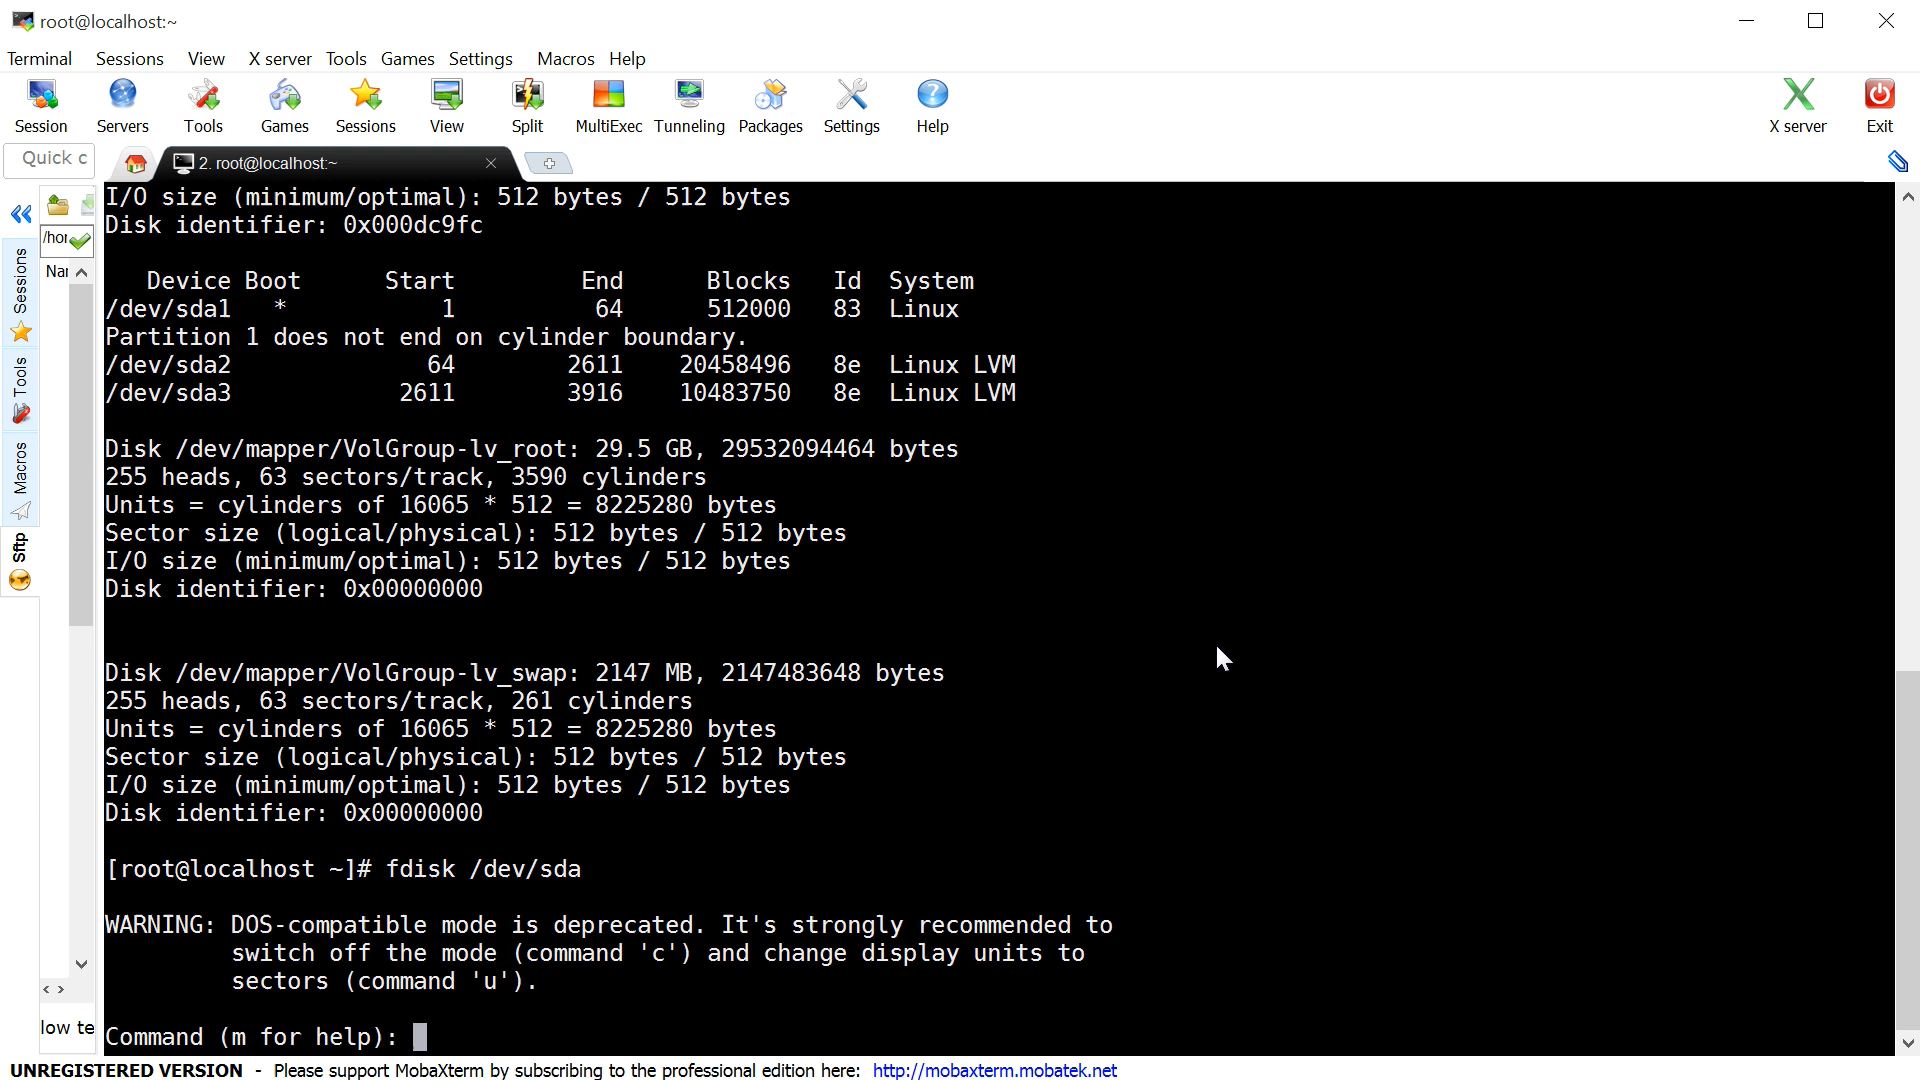 root@localhost:~
Terminal Sessions View X server Tools Games Settings Macros Help
Session Servers Tools Games Sessions View Split MultiExec Tunneling Packages Settings Help X server Exit
Quick c
2. root@localhost:~
/hor
Nar
Sessions
Tools
Macros
Sftp
low te
I/O size (minimum/optimal): 512 bytes / 512 bytes
Disk identifier: 0x000dc9fc
Device Boot Start End Blocks Id System
/dev/sda1 * 1 64 512000 83 Linux
Partition 1 does not end on cylinder boundary.
/dev/sda2 64 2611 20458496 8e Linux LVM
/dev/sda3 2611 3916 10483750 8e Linux LVM
Disk /dev/mapper/VolGroup-lv_root: 29.5 GB, 29532094464 bytes
255 heads, 63 sectors/track, 3590 cylinders
Units = cylinders of 16065 * 512 = 8225280 bytes
Sector size (logical/physical): 512 bytes / 512 bytes
I/O size (minimum/optimal): 512 bytes / 512 bytes
Disk identifier: 0x00000000
Disk /dev/mapper/VolGroup-lv_swap: 2147 MB, 2147483648 bytes
255 heads, 63 sectors/track, 261 cylinders
Units = cylinders of 16065 * 512 = 8225280 bytes
Sector size (logical/physical): 512 bytes / 512 bytes
I/O size (minimum/optimal): 512 bytes / 512 bytes
Disk identifier: 0x00000000
[root@localhost ~]# fdisk /dev/sda
WARNING: DOS-compatible mode is deprecated. It's strongly recommended to
switch off the mode (command 'c') and change display units to
sectors (command 'u').
Command (m for help):
UNREGISTERED VERSION - Please support MobaXterm by subscribing to the professional edition here: http://mobaxterm.mobatek.net